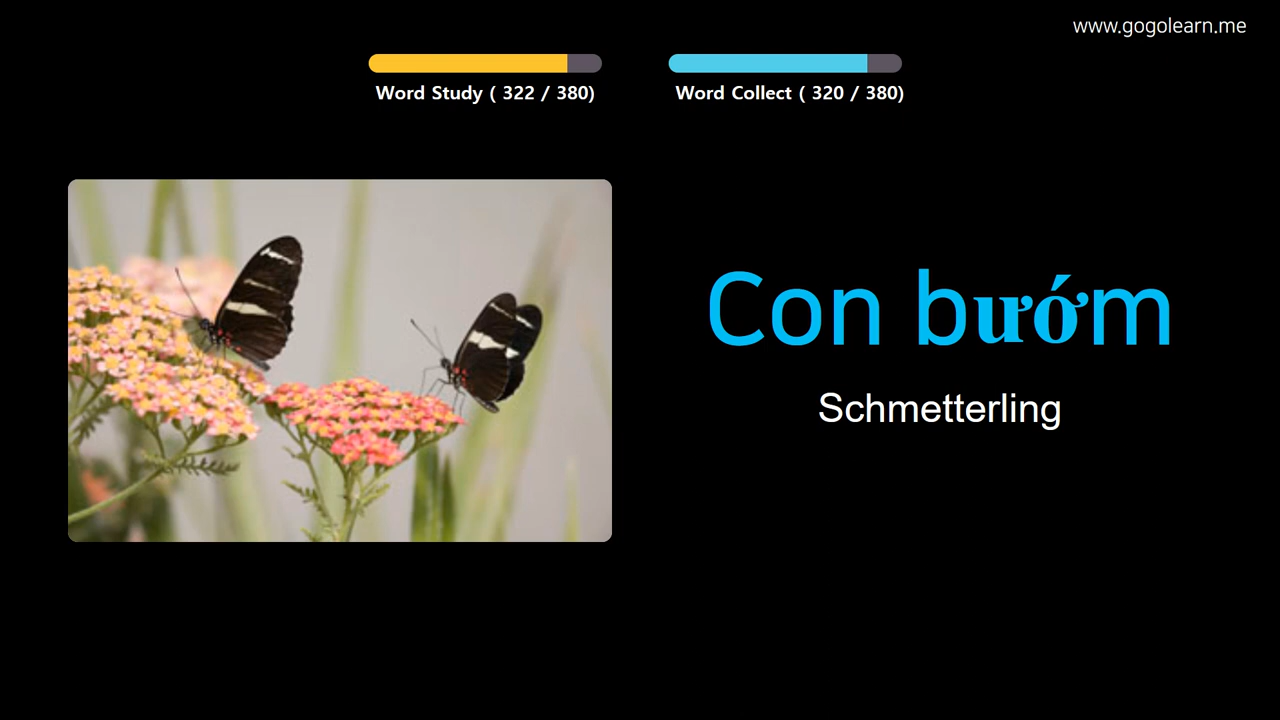 www.gogolearn.me
Word Study ( 322 / 380)
Word Collect ( 320 / 380)
Con bướm
Schmetterling